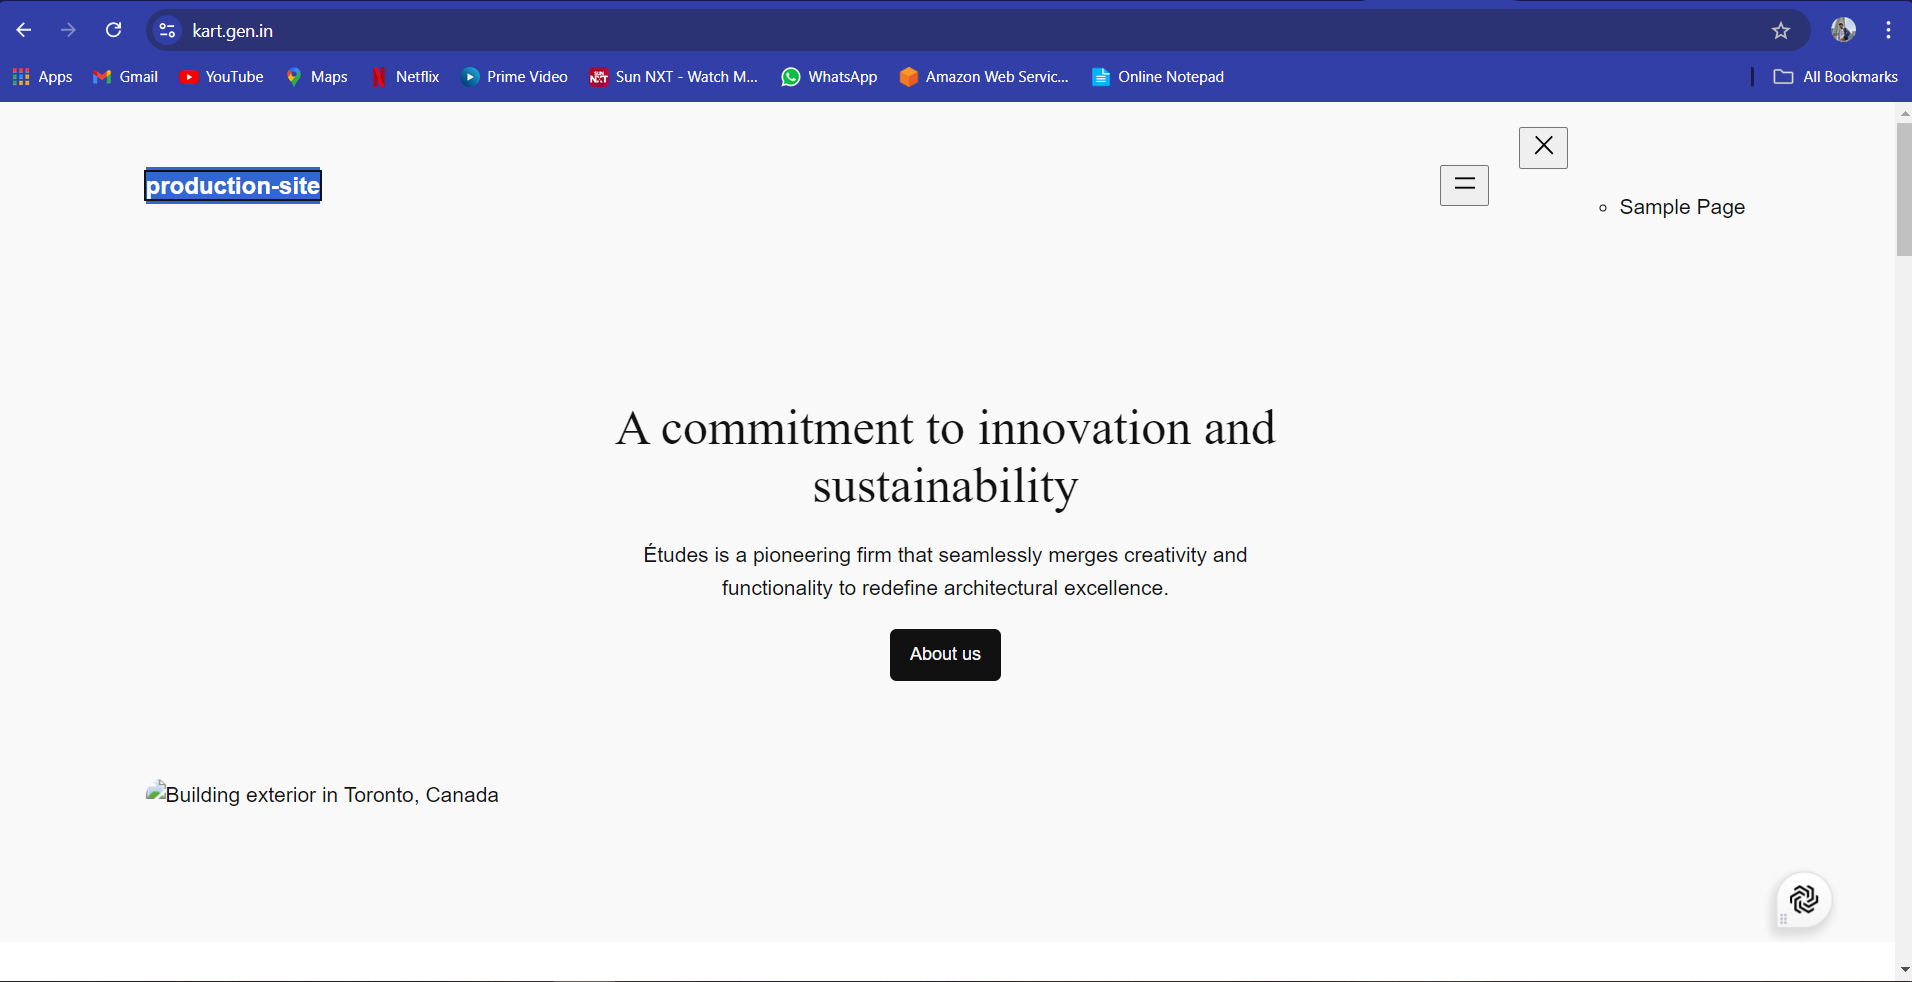 kart.gen.in
Apps Gmail YouTube Maps Netflix Prime Video Sun NXT - Watch M... WhatsApp Amazon Web Servic... Online Notepad All Bookmarks
production-site
Sample Page
A commitment to innovation and
sustainability
Études is a pioneering firm that seamlessly merges creativity and
functionality to redefine architectural excellence.
About us
Building exterior in Toronto, Canada